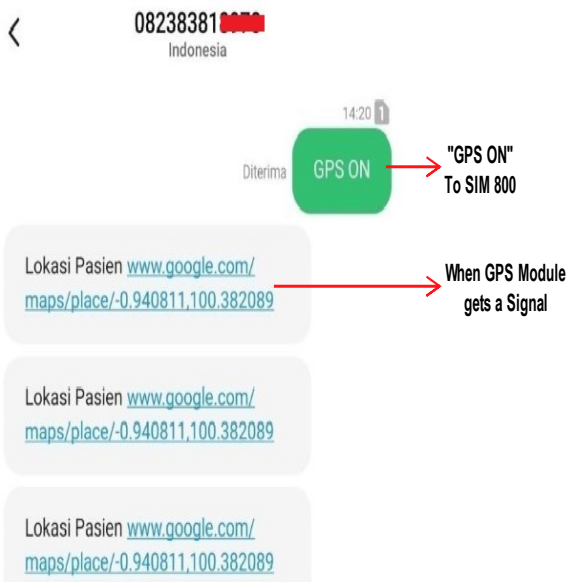 082383818
Indonesia
14:20 1
Diterima GPS ON
"GPS ON"
To SIM 800
Lokasi Pasien www.google.com/
maps/place/-0.940811,100.382089
When GPS Module
gets a Signal
Lokasi Pasien www.google.com/
maps/place/-0.940811,100.382089
Lokasi Pasien www.google.com/
maps/place/-0.940811,100.382089